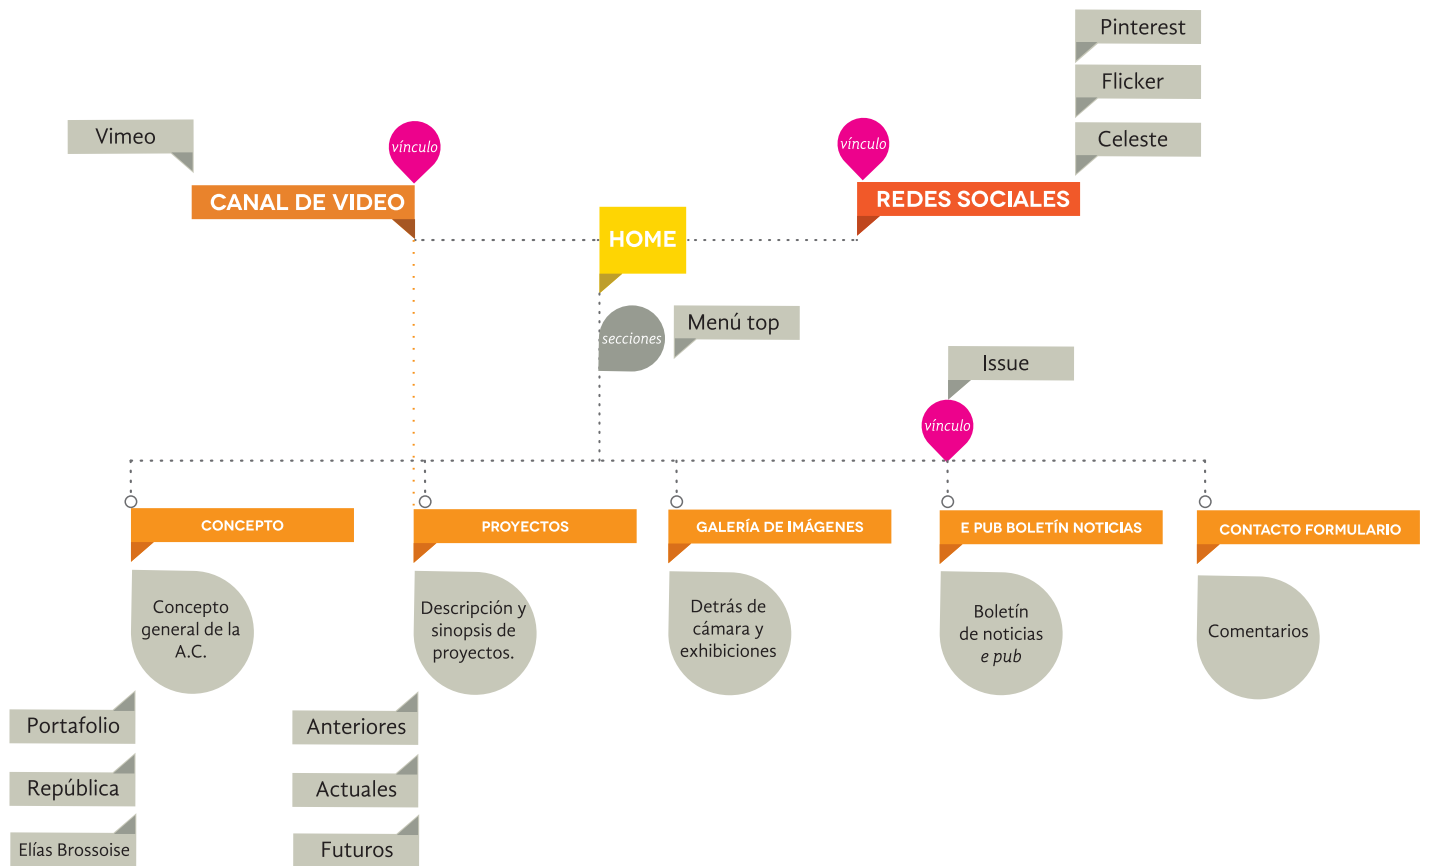 Pinterest
Flicker
Celeste
Vimeo
vínculo
vínculo
CANAL DE VIDEO
REDES SOCIALES
HOME
secciones
Menú top
Issue
vínculo
CONCEPTO
PROYECTOS
GALERÍA DE IMÁGENES
E PUB BOLETÍN NOTICIAS
CONTACTO FORMULARIO
Concepto
general de la
A.C.
Descripción y
sinopsis de
proyectos.
Detrás de
cámara y
exhibiciones
Boletín
de noticias
e pub
Comentarios
Portafolio
República
Elías Brossoise
Anteriores
Actuales
Futuros